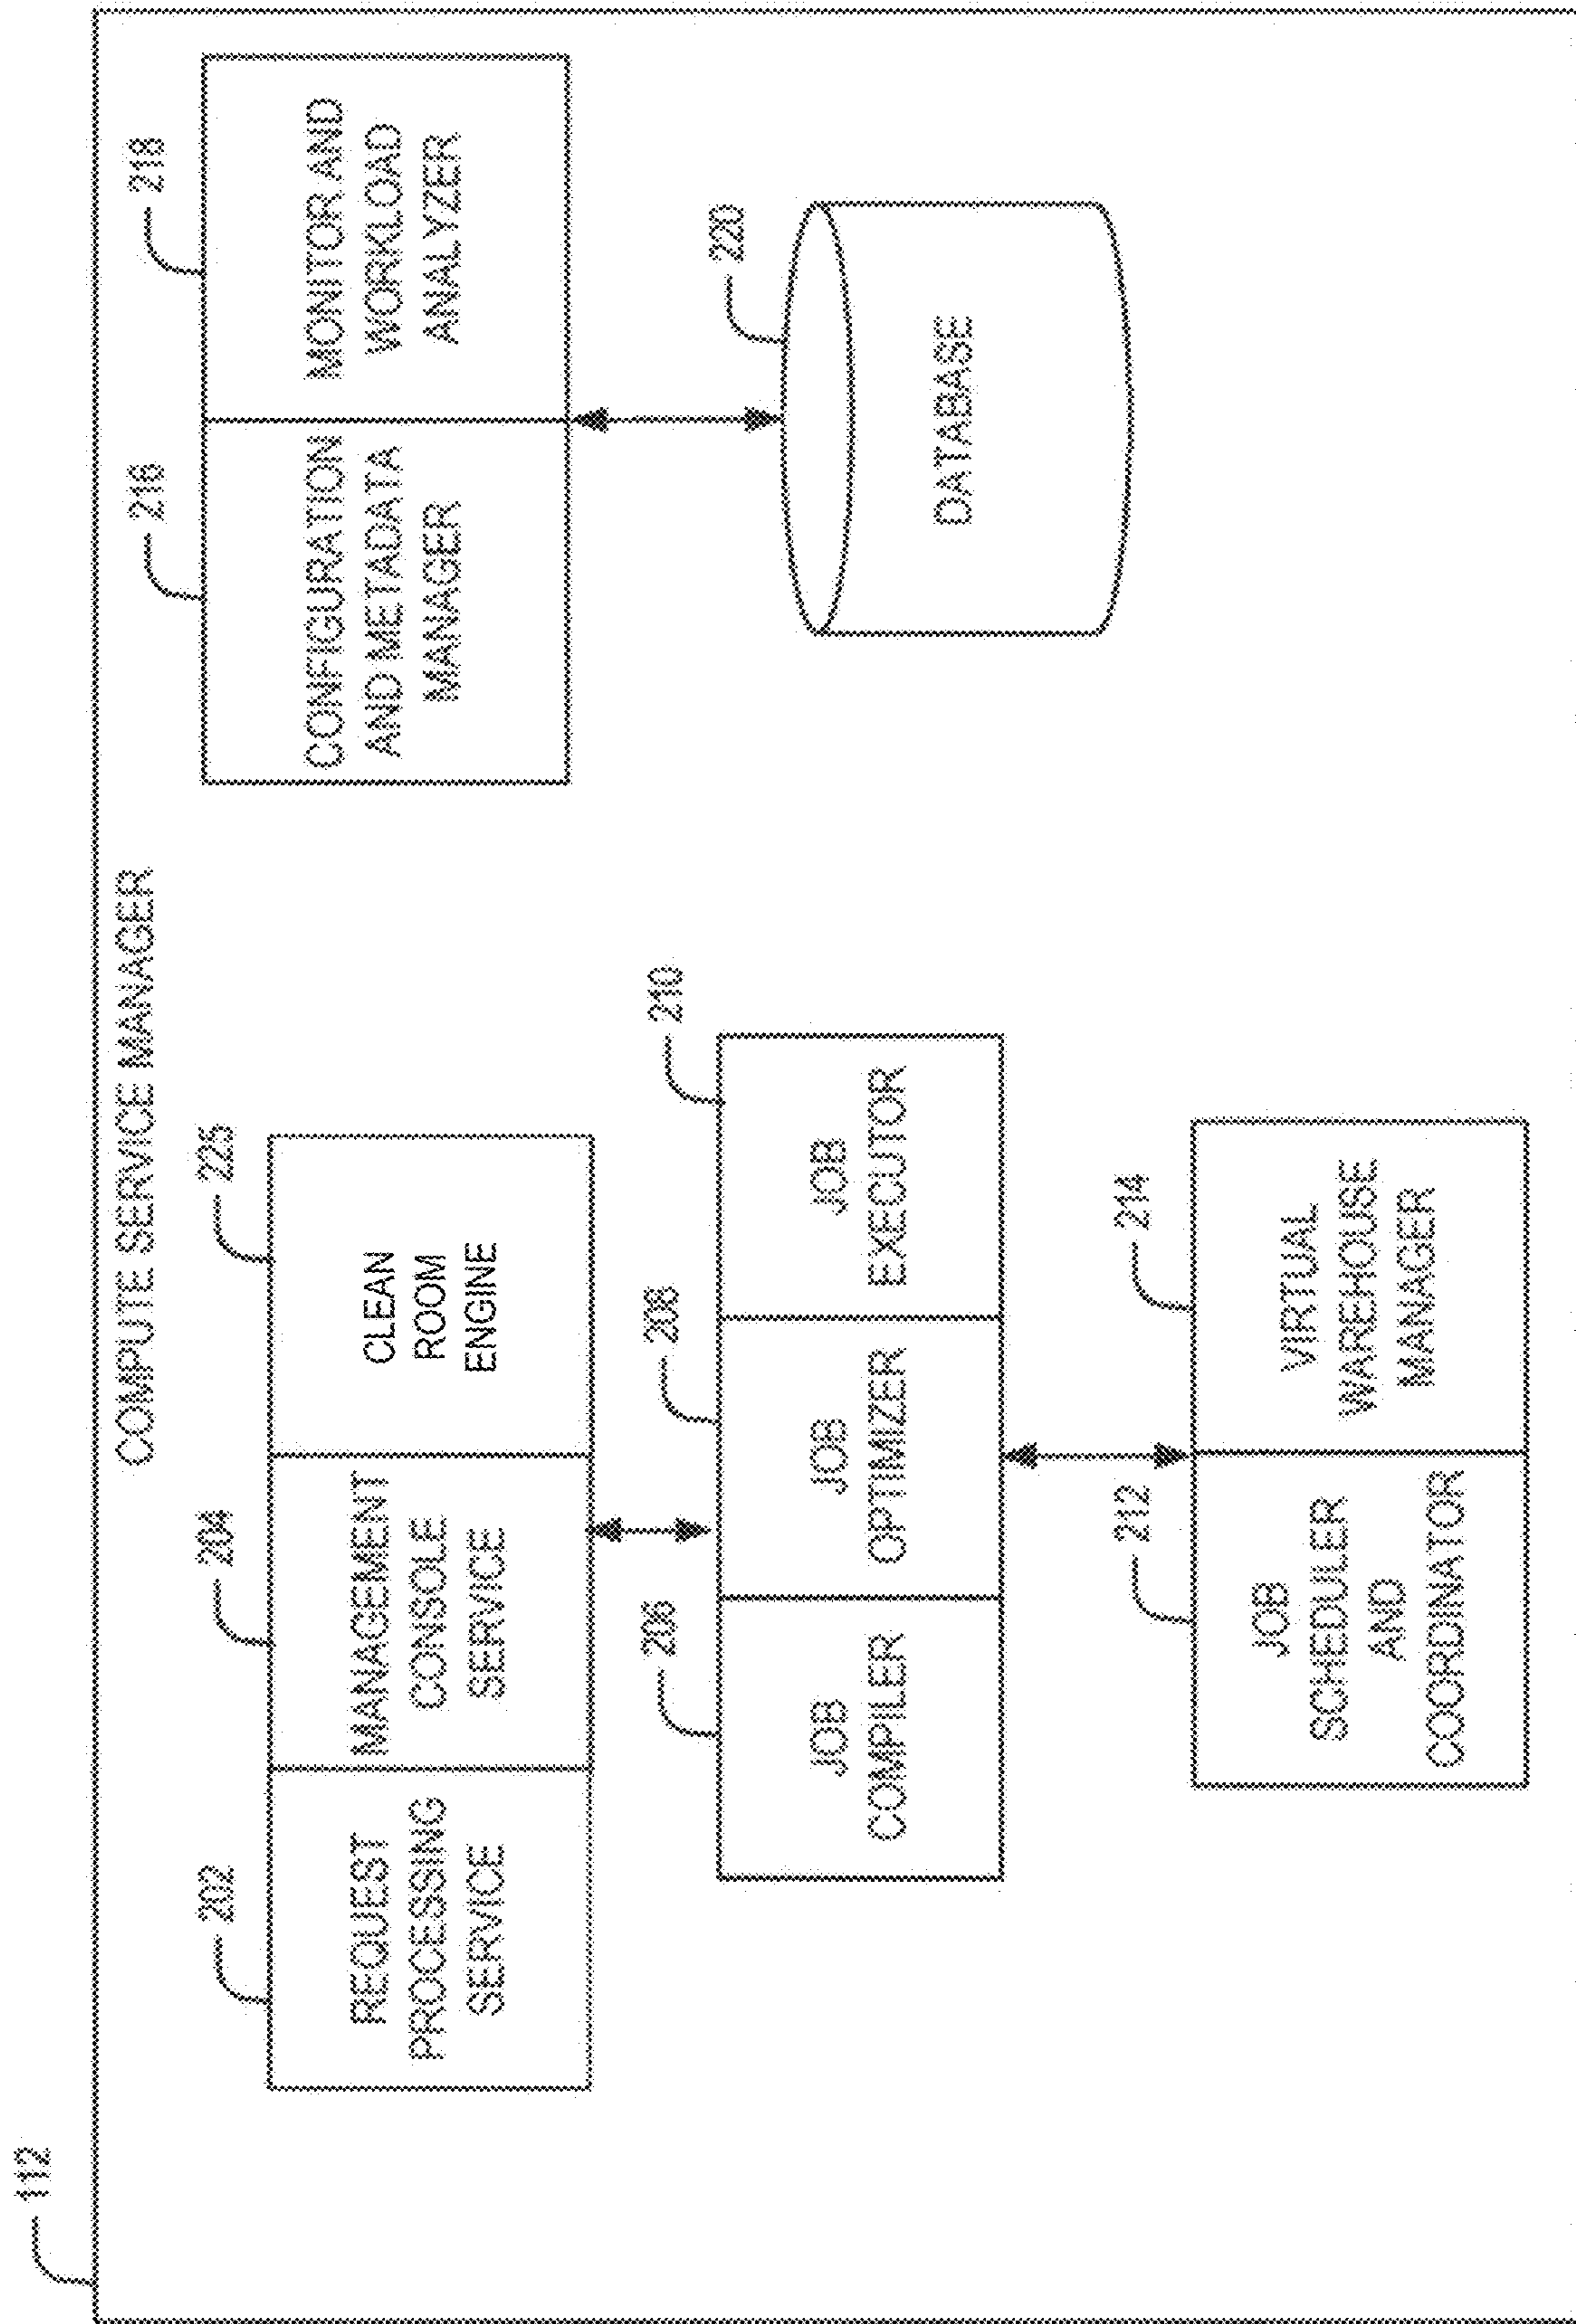 112
COMPUTE SERVICE MANAGER
202
REQUEST
PROCESSING
SERVICE
204
MANAGEMENT
CONSOLE
SERVICE
225
CLEAN
ROOM
ENGINE
206
JOB
COMPILER
208
JOB
OPTIMIZER
210
JOB
EXECUTOR
212
JOB
SCHEDULER
AND
COORDINATOR
214
VIRTUAL
WAREHOUSE
MANAGER
216
CONFIGURATION
AND METADATA
MANAGER
218
MONITOR AND
WORKLOAD
ANALYZER
220
DATABASE